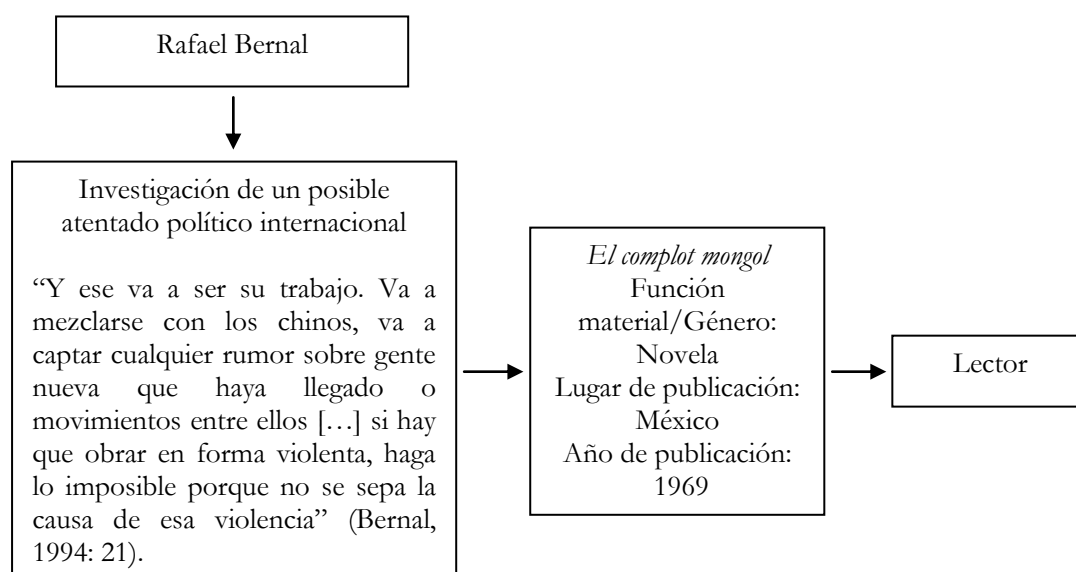 Rafael Bernal
Investigación de un posible
atentado político internacional
“Y ese va a ser su trabajo. Va a
mezclarse con los chinos, va a
captar cualquier rumor sobre gente
nueva que haya llegado o
movimientos entre ellos […] si hay
que obrar en forma violenta, haga
lo imposible porque no se sepa la
causa de esa violencia” (Bernal,
1994: 21).
El complot mongol
Función
material/Género:
Novela
Lugar de publicación:
México
Año de publicación:
1969
Lector